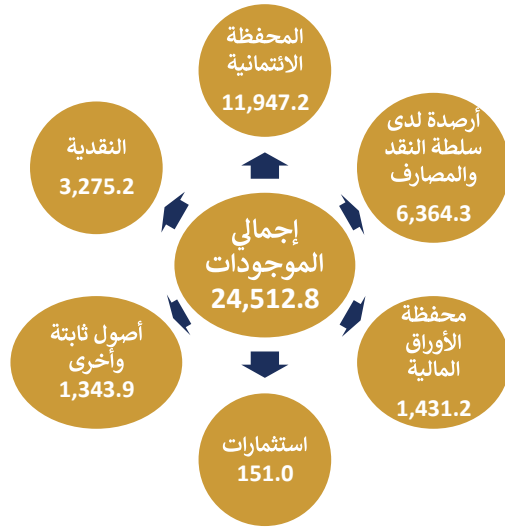 المحفظة
الائتمانية
11,947.2
أرصدة لدى
سلطة النقد
والمصارف
6,364.3
النقدية
3,275.2
إجمالي
الموجودات
24,512.8
محفظة
الأوراق
المالية
1,431.2
أصول ثابتة
وأخرى
1,343.9
استثمارات
151.0